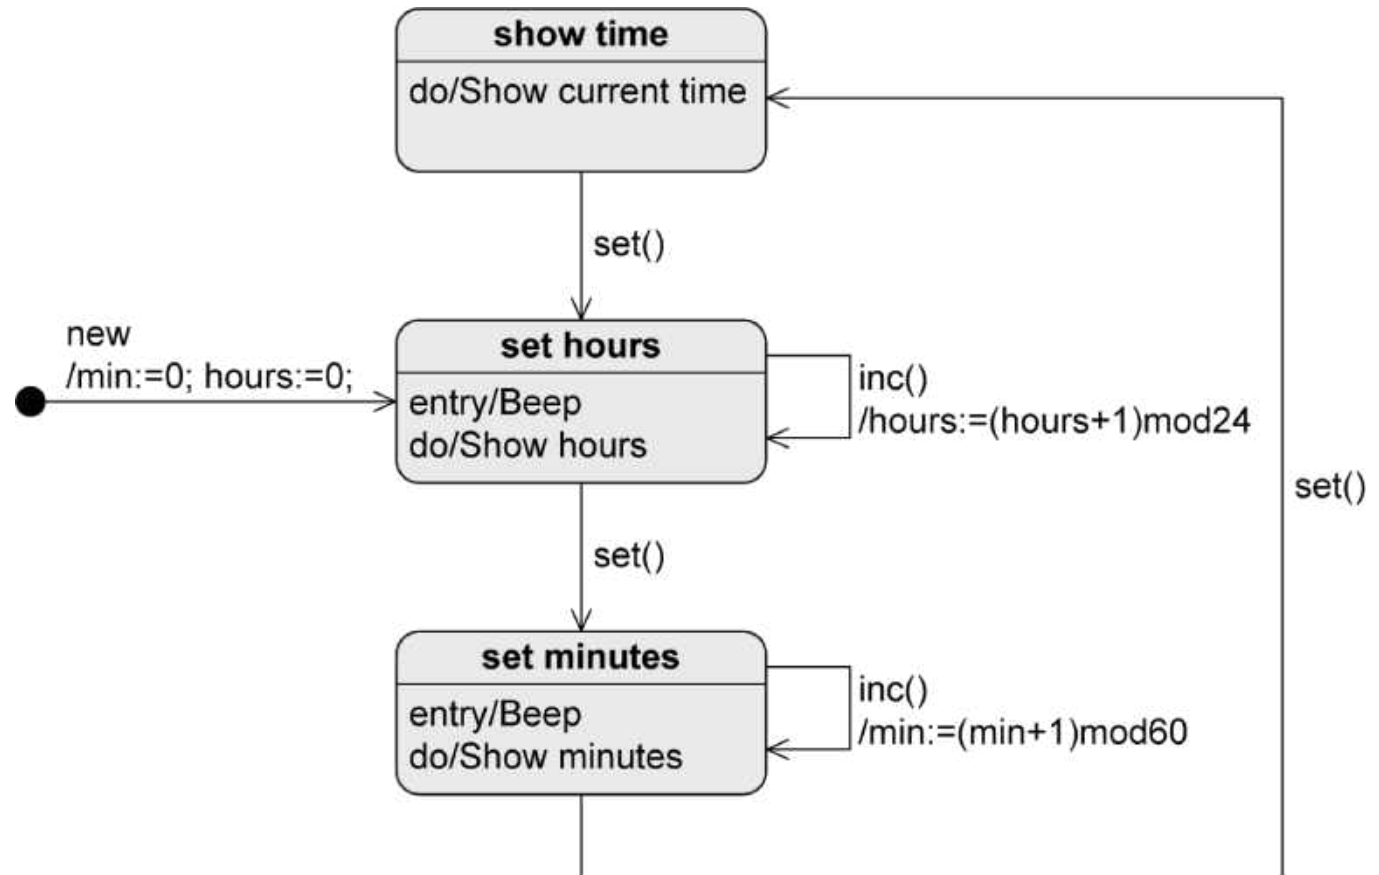 show time
do/Show current time
set()
new
/min:=0; hours:=0;
set hours
entry/Beep
do/Show hours
inc()
/hours:=(hours+1)mod24
set()
set()
set minutes
entry/Beep
do/Show minutes
inc()
/min:=(min+1)mod60